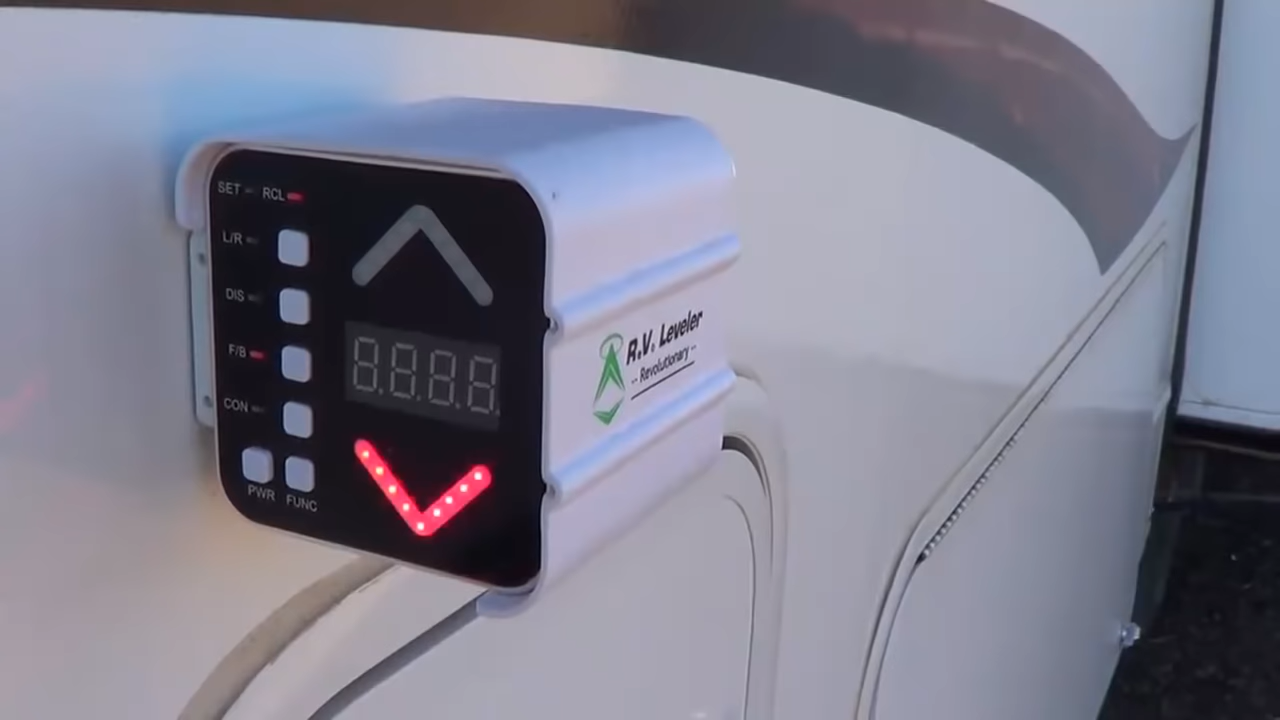 SET RCL
L/R
DIS
F/B
CON
PWR FUNC
8.8.8.8.
R.V. Leveler
-- Revolutionary --